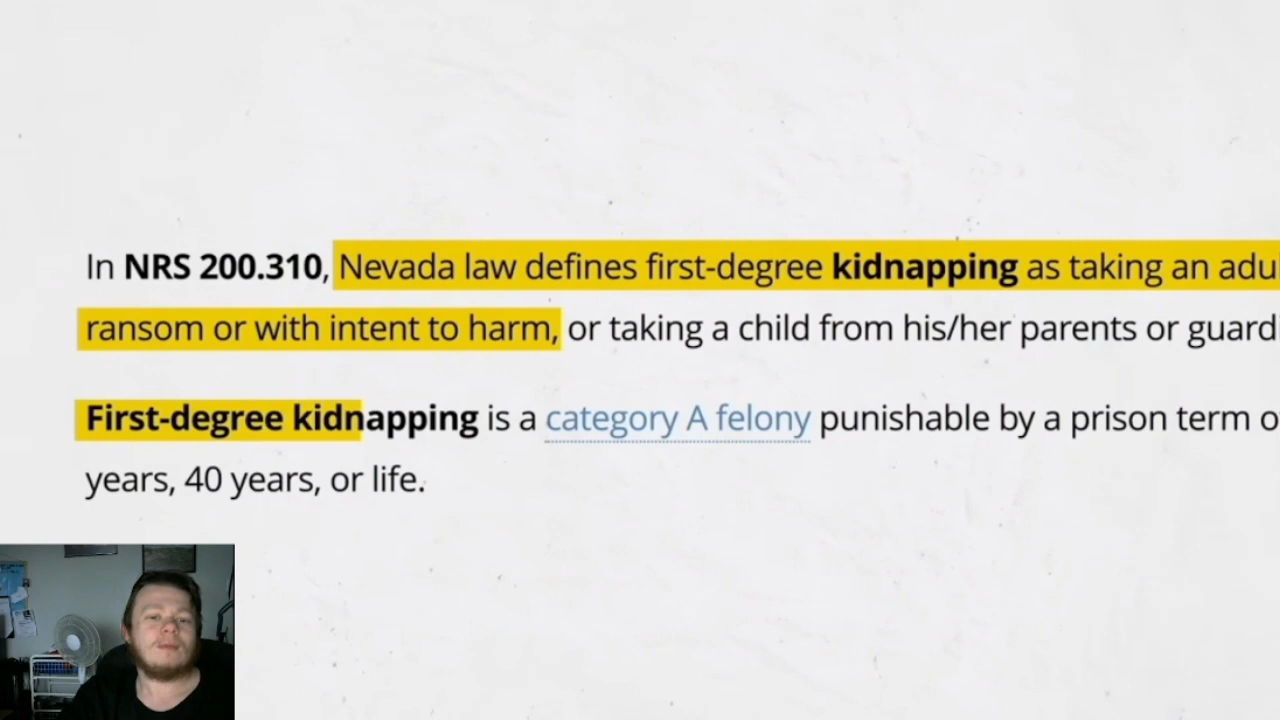 In NRS 200.310, Nevada law defines first-degree kidnapping as taking an
ransom or with intent to harm, or taking a child from his/her parents or
First-degree kidnapping is a category A felony punishable by a prison term
years, 40 years, or life.